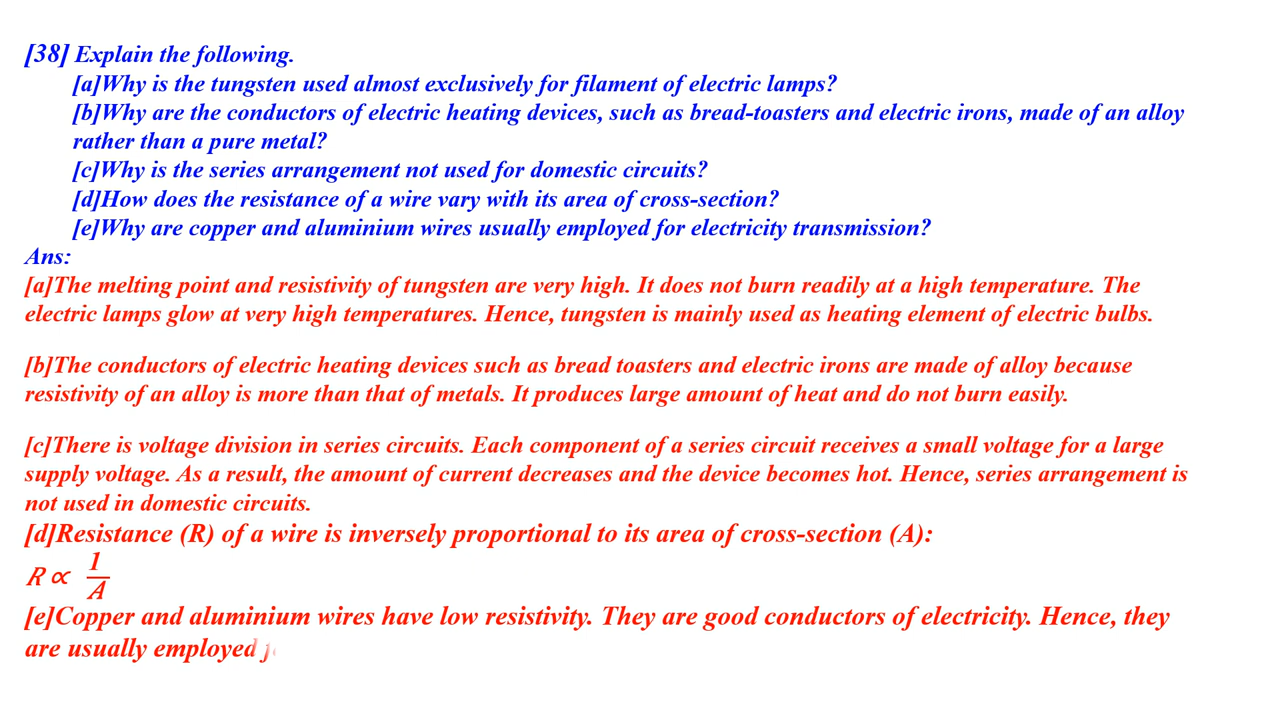 [38] Explain the following.
[a]Why is the tungsten used almost exclusively for filament of electric lamps?
[b]Why are the conductors of electric heating devices, such as bread-toasters and electric irons, made of an alloy
rather than a pure metal?
[c]Why is the series arrangement not used for domestic circuits?
[d]How does the resistance of a wire vary with its area of cross-section?
[e]Why are copper and aluminium wires usually employed for electricity transmission?
Ans:
[a]The melting point and resistivity of tungsten are very high. It does not burn readily at a high temperature. The
electric lamps glow at very high temperatures. Hence, tungsten is mainly used as heating element of electric bulbs.
[b]The conductors of electric heating devices such as bread toasters and electric irons are made of alloy because
resistivity of an alloy is more than that of metals. It produces large amount of heat and do not burn easily.
[c]There is voltage division in series circuits. Each component of a series circuit receives a small voltage for a large
supply voltage. As a result, the amount of current decreases and the device becomes hot. Hence, series arrangement is
not used in domestic circuits.
[d]Resistance (R) of a wire is inversely proportional to its area of cross-section (A):
R ∝ 1/A
[e]Copper and aluminium wires have low resistivity. They are good conductors of electricity. Hence, they
are usually employed